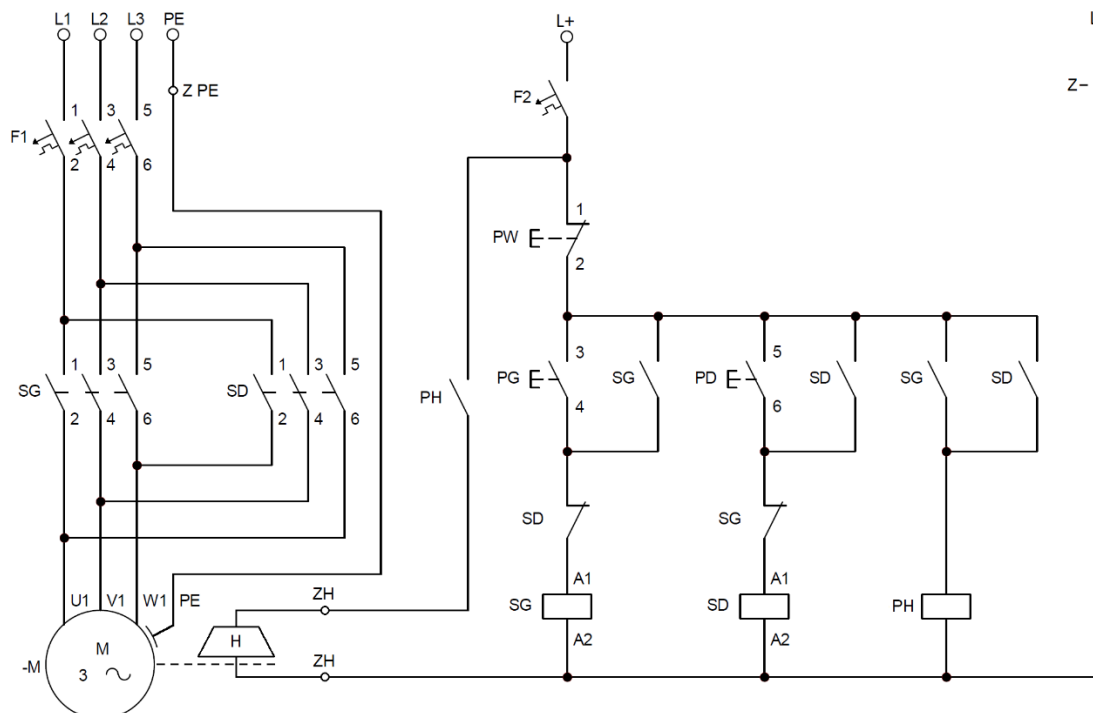 L1 L2 L3 PE L+ L
Z PE Z−
F2
1 3 5
F1
2 4 6
1
PW
2
1 3 5 1 3 5 3 5
SG SD PH PG SG PD SD SG SD
2 4 6 2 4 6 4 6
SD SG
A1 A1
U1 V1 W1 PE ZH SG SD PH
M H A2 A2
-M 3 ZH